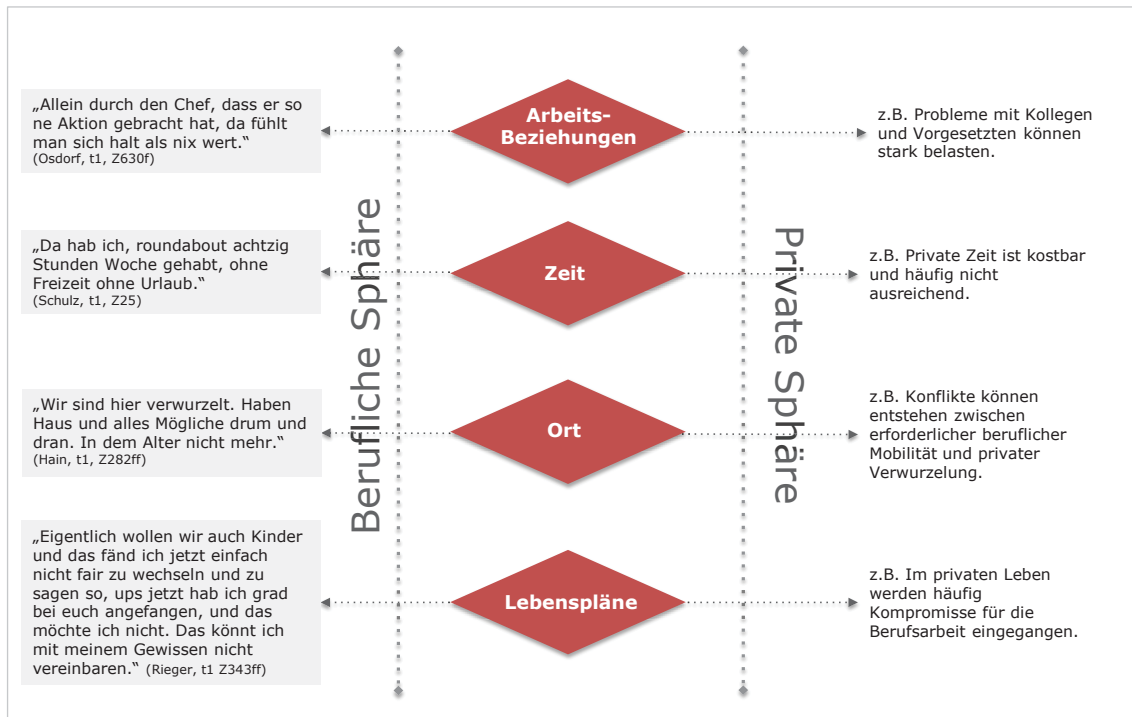 „Allein durch den Chef, dass er so
ne Aktion gebracht hat, da fühlt
man sich halt als nix wert.“
(Osdorf, t1, Z630f)
Arbeits-
Beziehungen
z.B. Probleme mit Kollegen
und Vorgesetzten können
stark belasten.
Berufliche Sphäre
Private Sphäre
„Da hab ich, roundabout achtzig
Stunden Woche gehabt, ohne
Freizeit ohne Urlaub.“
(Schulz, t1, Z25)
Zeit
z.B. Private Zeit ist kostbar
und häufig nicht
ausreichend.
„Wir sind hier verwurzelt. Haben
Haus und alles Mögliche drum und
dran. In dem Alter nicht mehr.“
(Hain, t1, Z282ff)
Ort
z.B. Konflikte können
entstehen zwischen
erforderlicher beruflicher
Mobilität und privater
Verwurzelung.
„Eigentlich wollen wir auch Kinder
und das fänd ich jetzt einfach
nicht fair zu wechseln und zu
sagen so, ups jetzt hab ich grad
bei euch angefangen, und das
möchte ich nicht. Das könnt ich
mit meinem Gewissen nicht
vereinbaren.“ (Rieger, t1 Z343ff)
Lebenspläne
z.B. Im privaten Leben
werden häufig
Kompromisse für die
Berufsarbeit eingegangen.